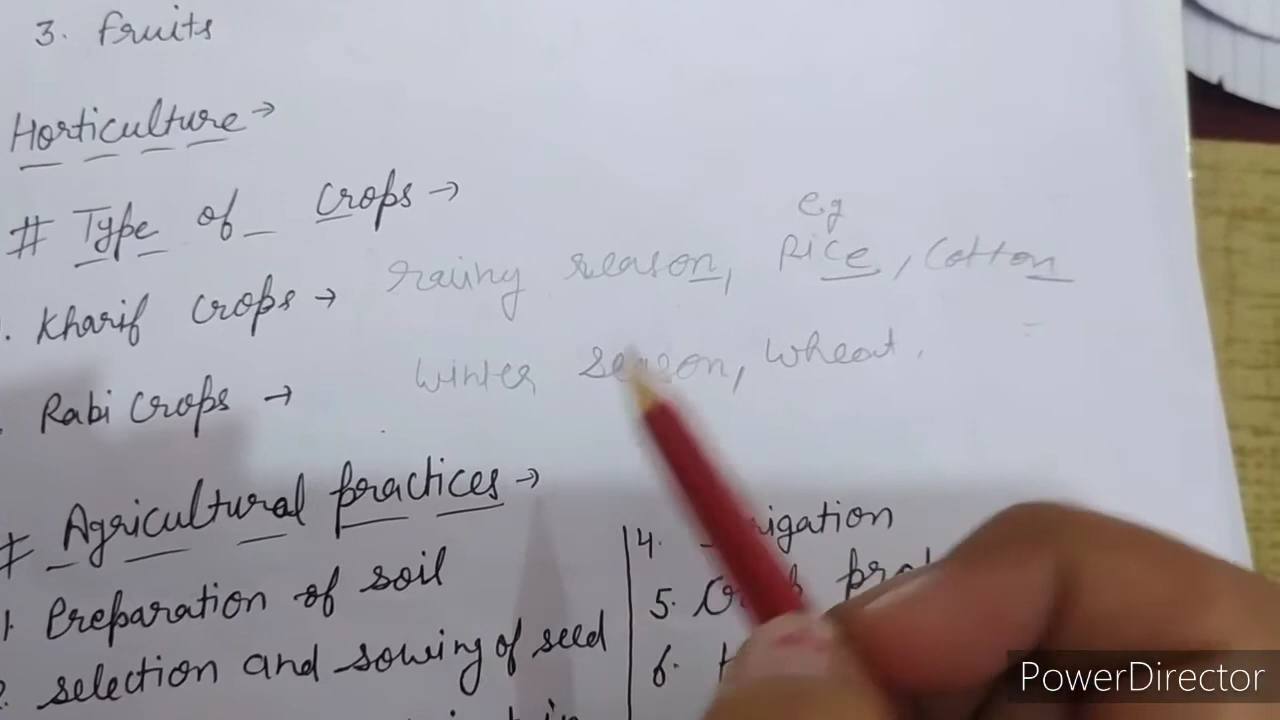 3. fruits
Horticulture →
# Type of Crops →
e.g
. Kharif crops → rainy season, Rice, Cotton
. Rabi Crops → Winter season, Wheat.
# Agricultural practices →
1. Preparation of soil
selection and sowing of seed
4.
5.
6.
PowerDirector